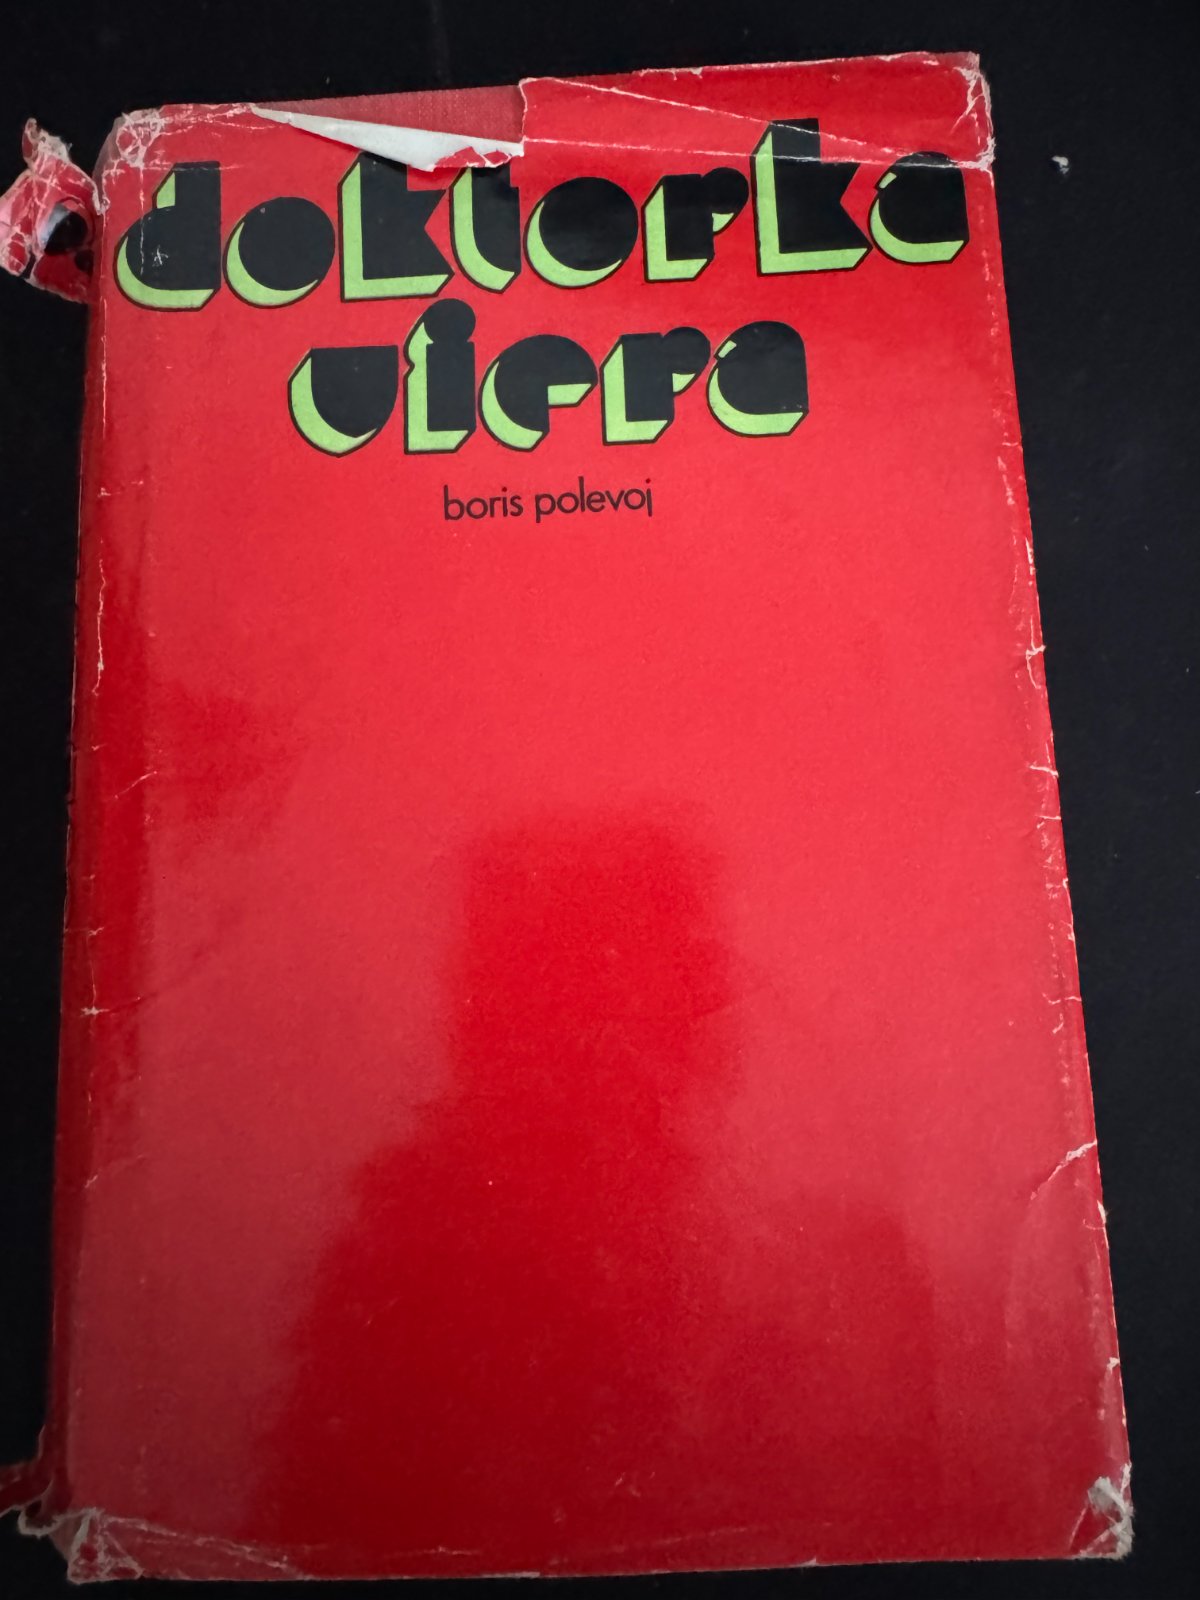 doktorka
viera
boris polevoj